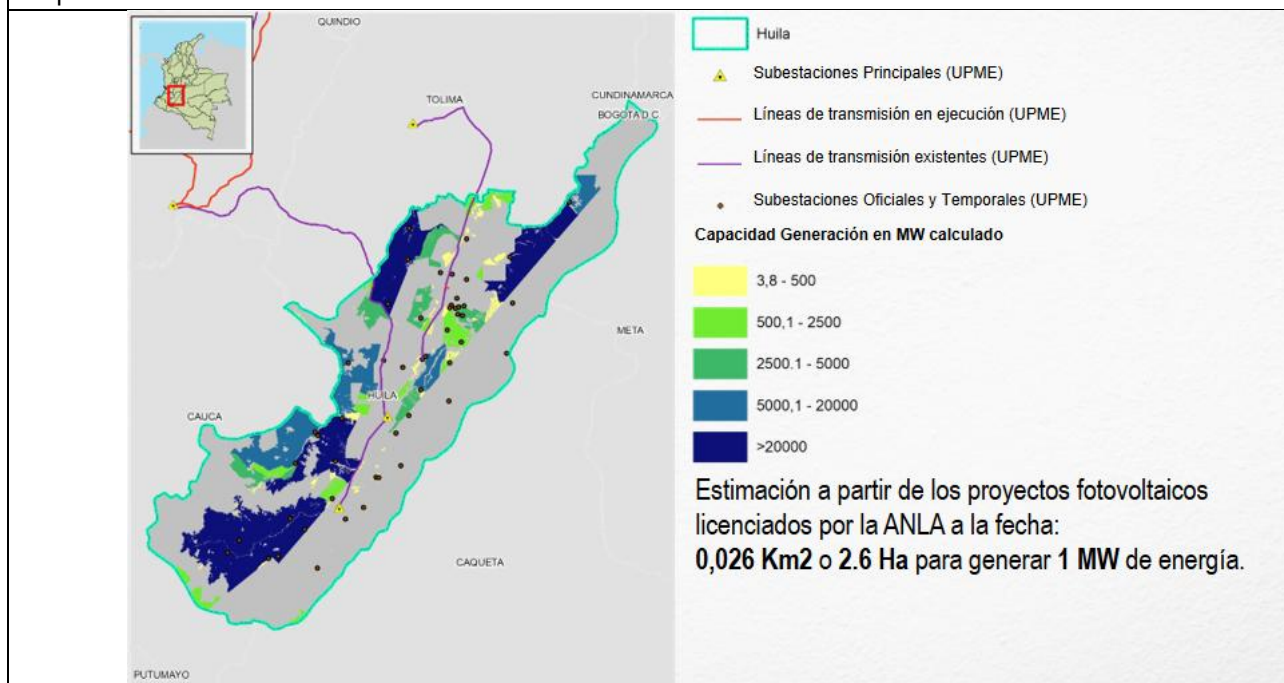 QUINDIO
CUNDINAMARCA
TOLIMA
BOGOTA D.C.
META
HUILA
CAUCA
CAQUETA
PUTUMAYO
Huila
Subestaciones Principales (UPME)
Líneas de transmisión en ejecución (UPME)
Líneas de transmisión existentes (UPME)
Subestaciones Oficiales y Temporales (UPME)
Capacidad Generación en MW calculado
3,8 - 500
500,1 - 2500
2500.1 - 5000
5000,1 - 20000
>20000
Estimación a partir de los proyectos fotovoltaicos
licenciados por la ANLA a la fecha:
0,026 Km2 o 2.6 Ha para generar 1 MW de energía.